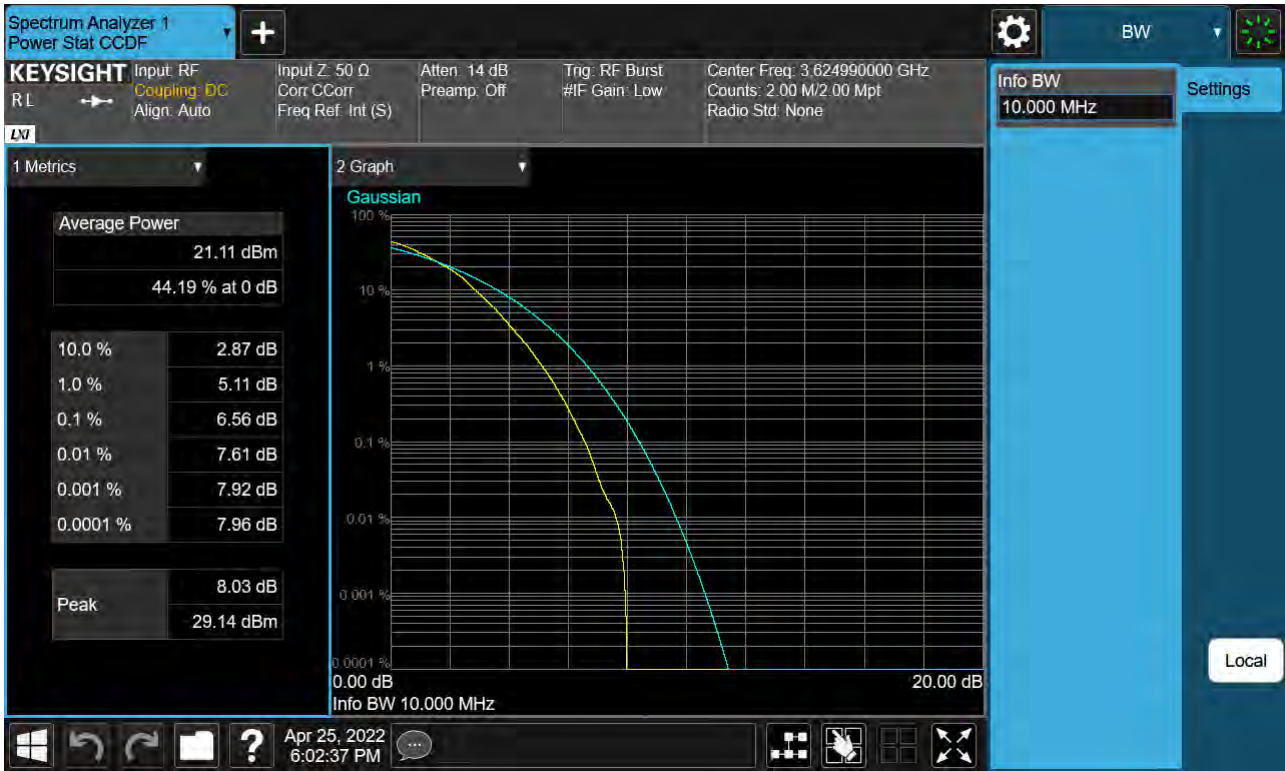 Spectrum Analyzer 1
Power Stat CCDF
BW
KEYSIGHT
RL
LXI
Input: RF
Coupling: DC
Align: Auto
Input Z: 50 Ω
Corr CCorr
Freq Ref: Int (S)
Atten: 14 dB
Preamp: Off
Trig: RF Burst
#IF Gain: Low
Center Freq: 3.624990000 GHz
Counts: 2.00 M/2.00 Mpt
Radio Std: None
Info BW
10.000 MHz
Settings
1 Metrics
Average Power
21.11 dBm
44.19 % at 0 dB
10.0 % 2.87 dB
1.0 % 5.11 dB
0.1 % 6.56 dB
0.01 % 7.61 dB
0.001 % 7.92 dB
0.0001 % 7.96 dB
Peak
8.03 dB
29.14 dBm
2 Graph
Gaussian
100 %
10 %
1 %
0.1 %
0.01 %
0.001 %
0.0001 %
0.00 dB 20.00 dB
Info BW 10.000 MHz
Local
?
Apr 25, 2022
6:02:37 PM